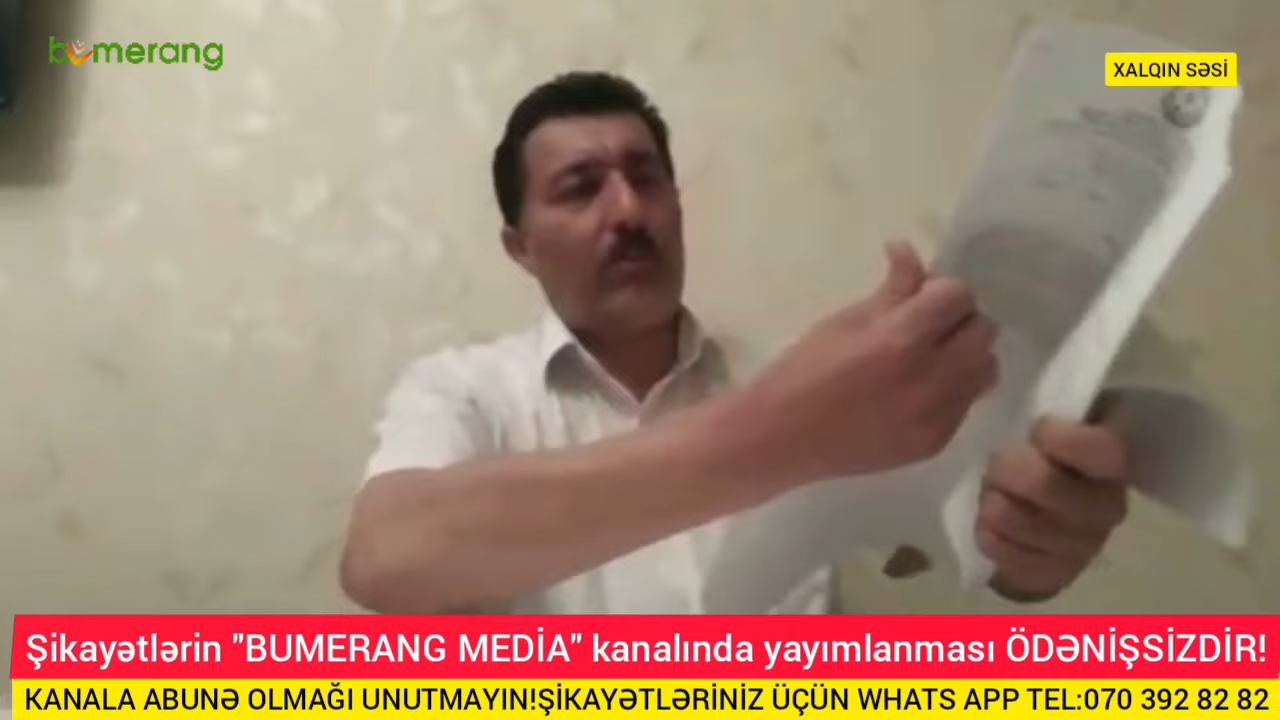 bumerang
XALQIN SƏSİ
Şikayətlərin "BUMERANG MEDİA" kanalında yayımlanması ÖDƏNİŞSİZDİR!
KANALA ABUNƏ OLMAĞI UNUTMAYIN!ŞİKAYƏTLƏRİNİZ ÜÇÜN WHATS APP TEL:070 392 82 82